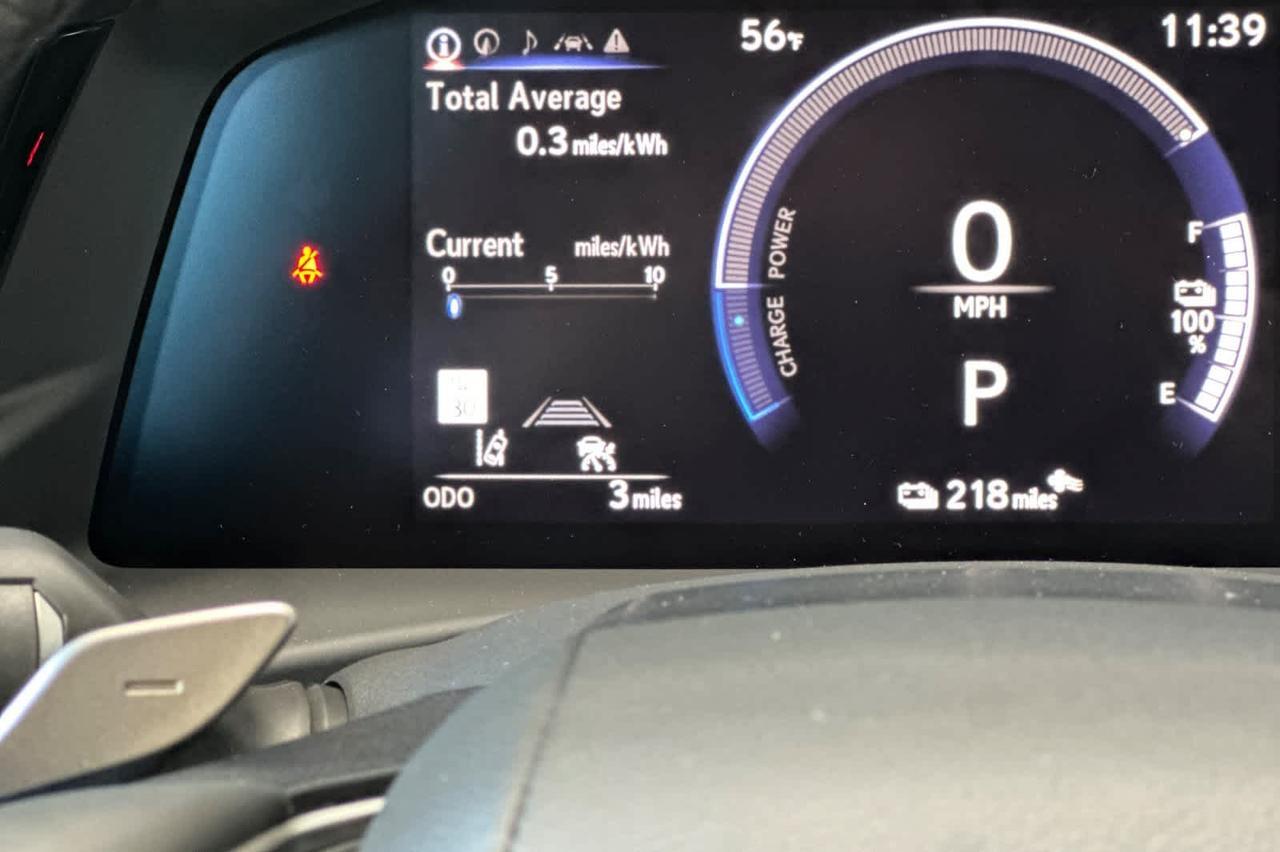 56°F
11:39
Total Average
0.3 miles/kWh
Current miles/kWh
0 5 10
POWER
CHARGE
0
MPH
P
F
100
%
E
30
ODO 3 miles
218 miles